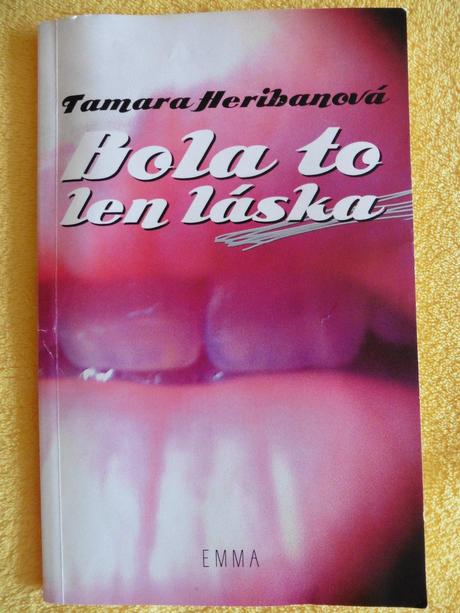 Tamara Heribanová
Bola to
len láska
EMMA